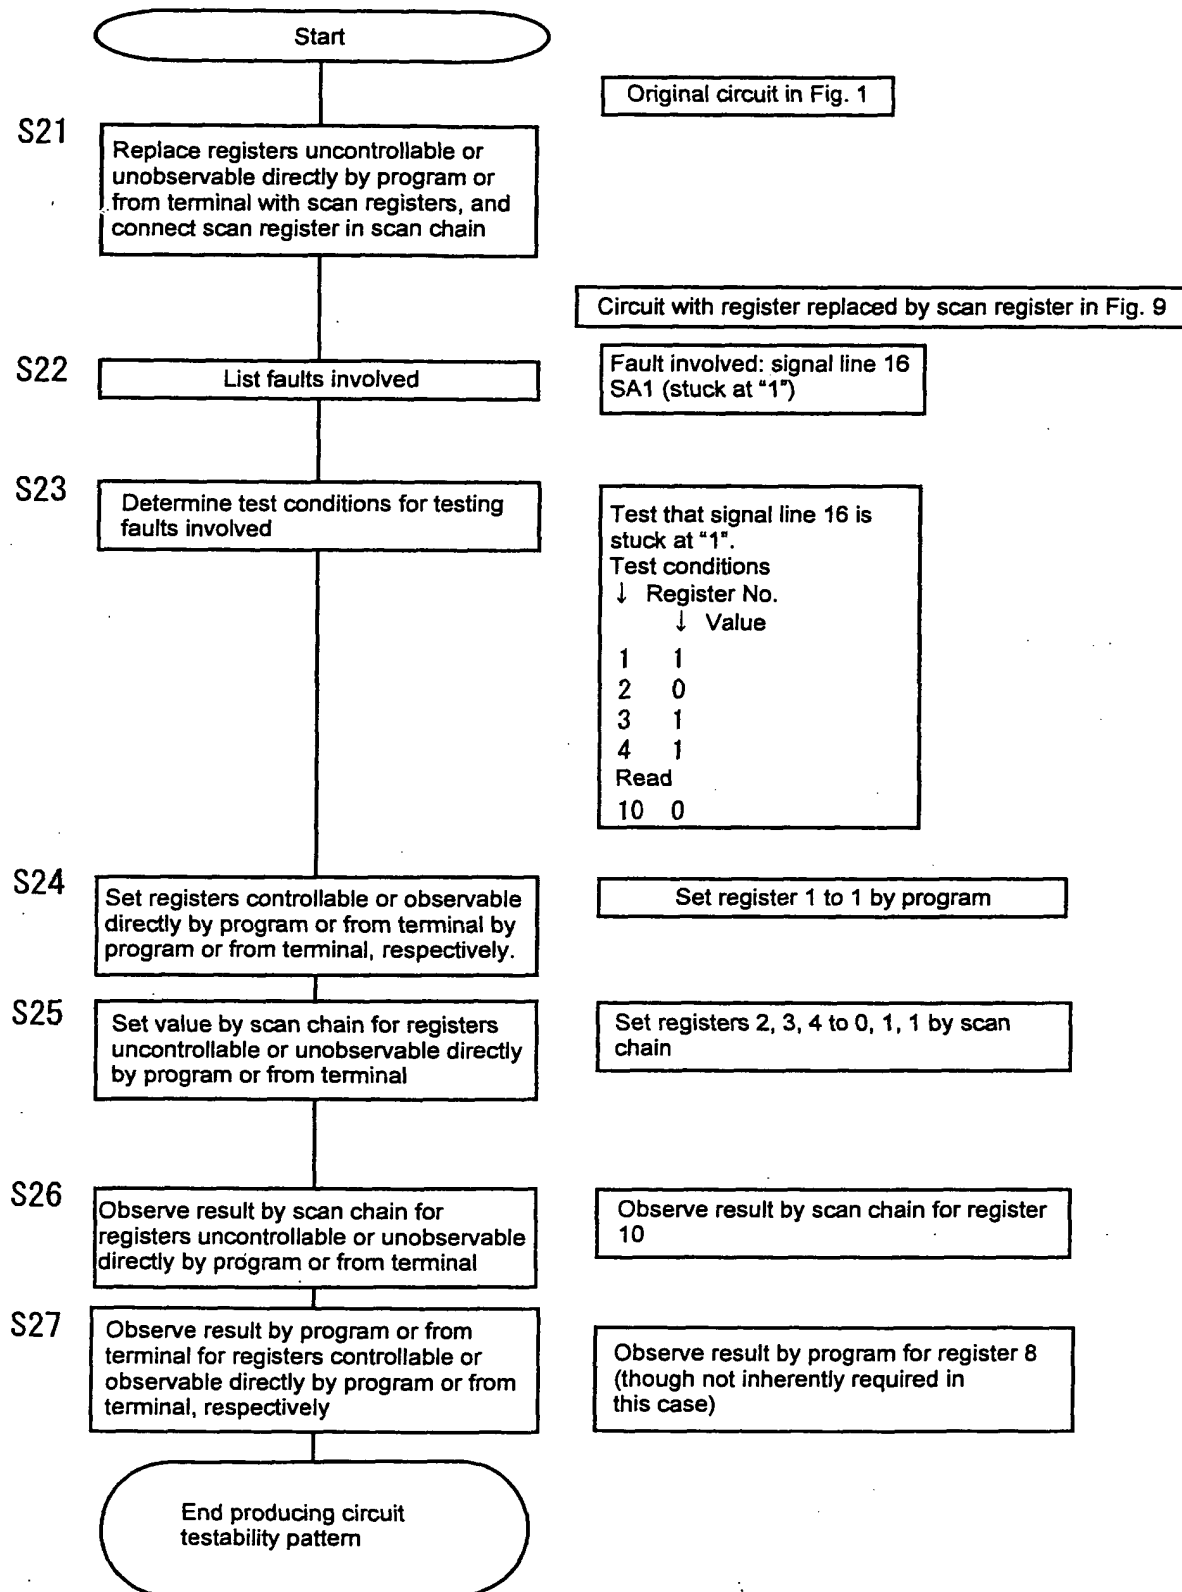 Start
Original circuit in Fig. 1
S21
Replace registers uncontrollable or
unobservable directly by program or
from terminal with scan registers, and
connect scan register in scan chain
Circuit with register replaced by scan register in Fig. 9
S22
List faults involved
Fault involved: signal line 16
SA1 (stuck at "1")
S23
Determine test conditions for testing
faults involved
Test that signal line 16 is
stuck at "1".
Test conditions
↓ Register No.
↓ Value
1 1
2 0
3 1
4 1
Read
10 0
S24
Set registers controllable or observable
directly by program or from terminal by
program or from terminal, respectively.
Set register 1 to 1 by program
S25
Set value by scan chain for registers
uncontrollable or unobservable directly
by program or from terminal
Set registers 2, 3, 4 to 0, 1, 1 by scan
chain
S26
Observe result by scan chain for
registers uncontrollable or unobservable
directly by program or from terminal
Observe result by scan chain for register
10
S27
Observe result by program or from
terminal for registers controllable or
observable directly by program or from
terminal, respectively
Observe result by program for register 8
(though not inherently required in
this case)
End producing circuit
testability pattern